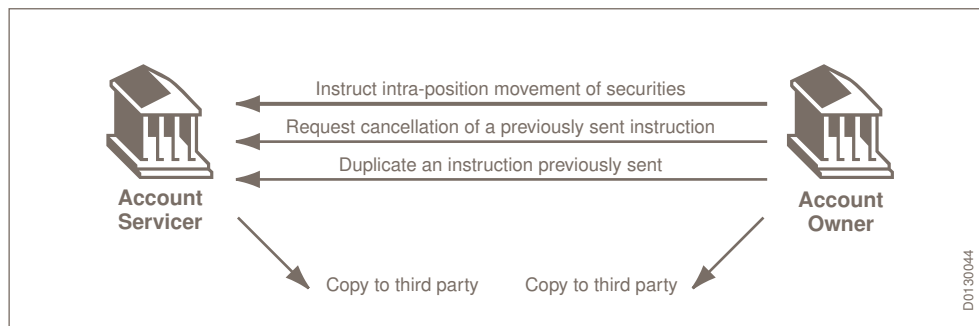 Instruct intra-position movement of securities
Request cancellation of a previously sent instruction
Duplicate an instruction previously sent
Account
Servicer
Account
Owner
Copy to third party
Copy to third party
D0130044